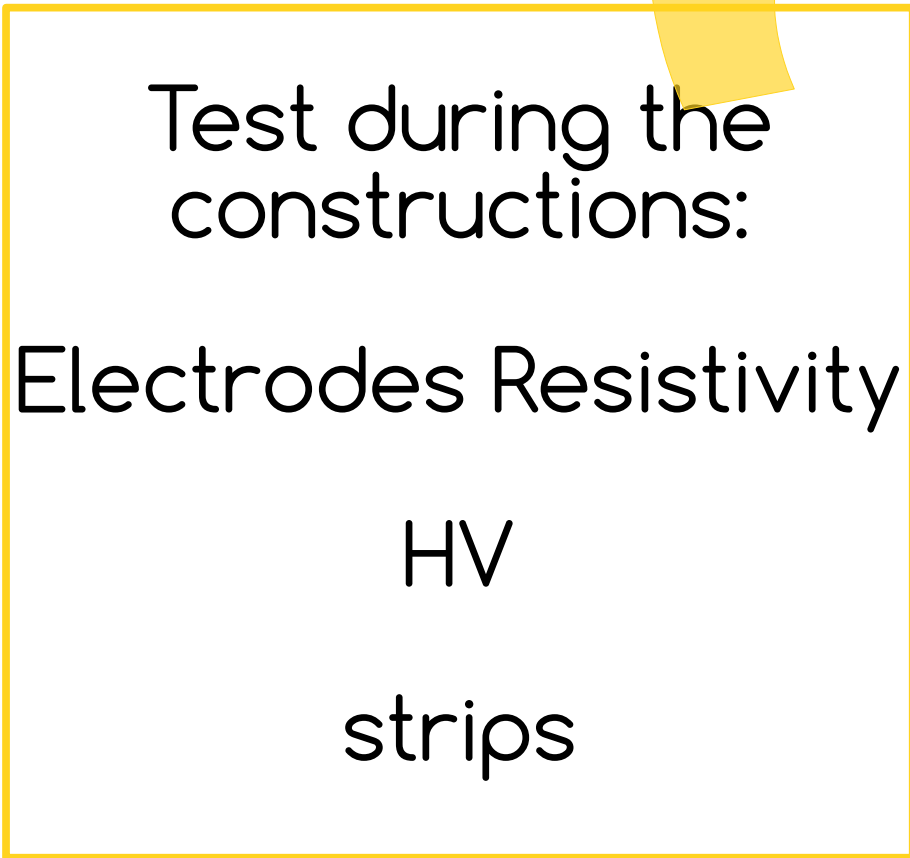 Test during the
constructions:
Electrodes Resistivity
HV
strips